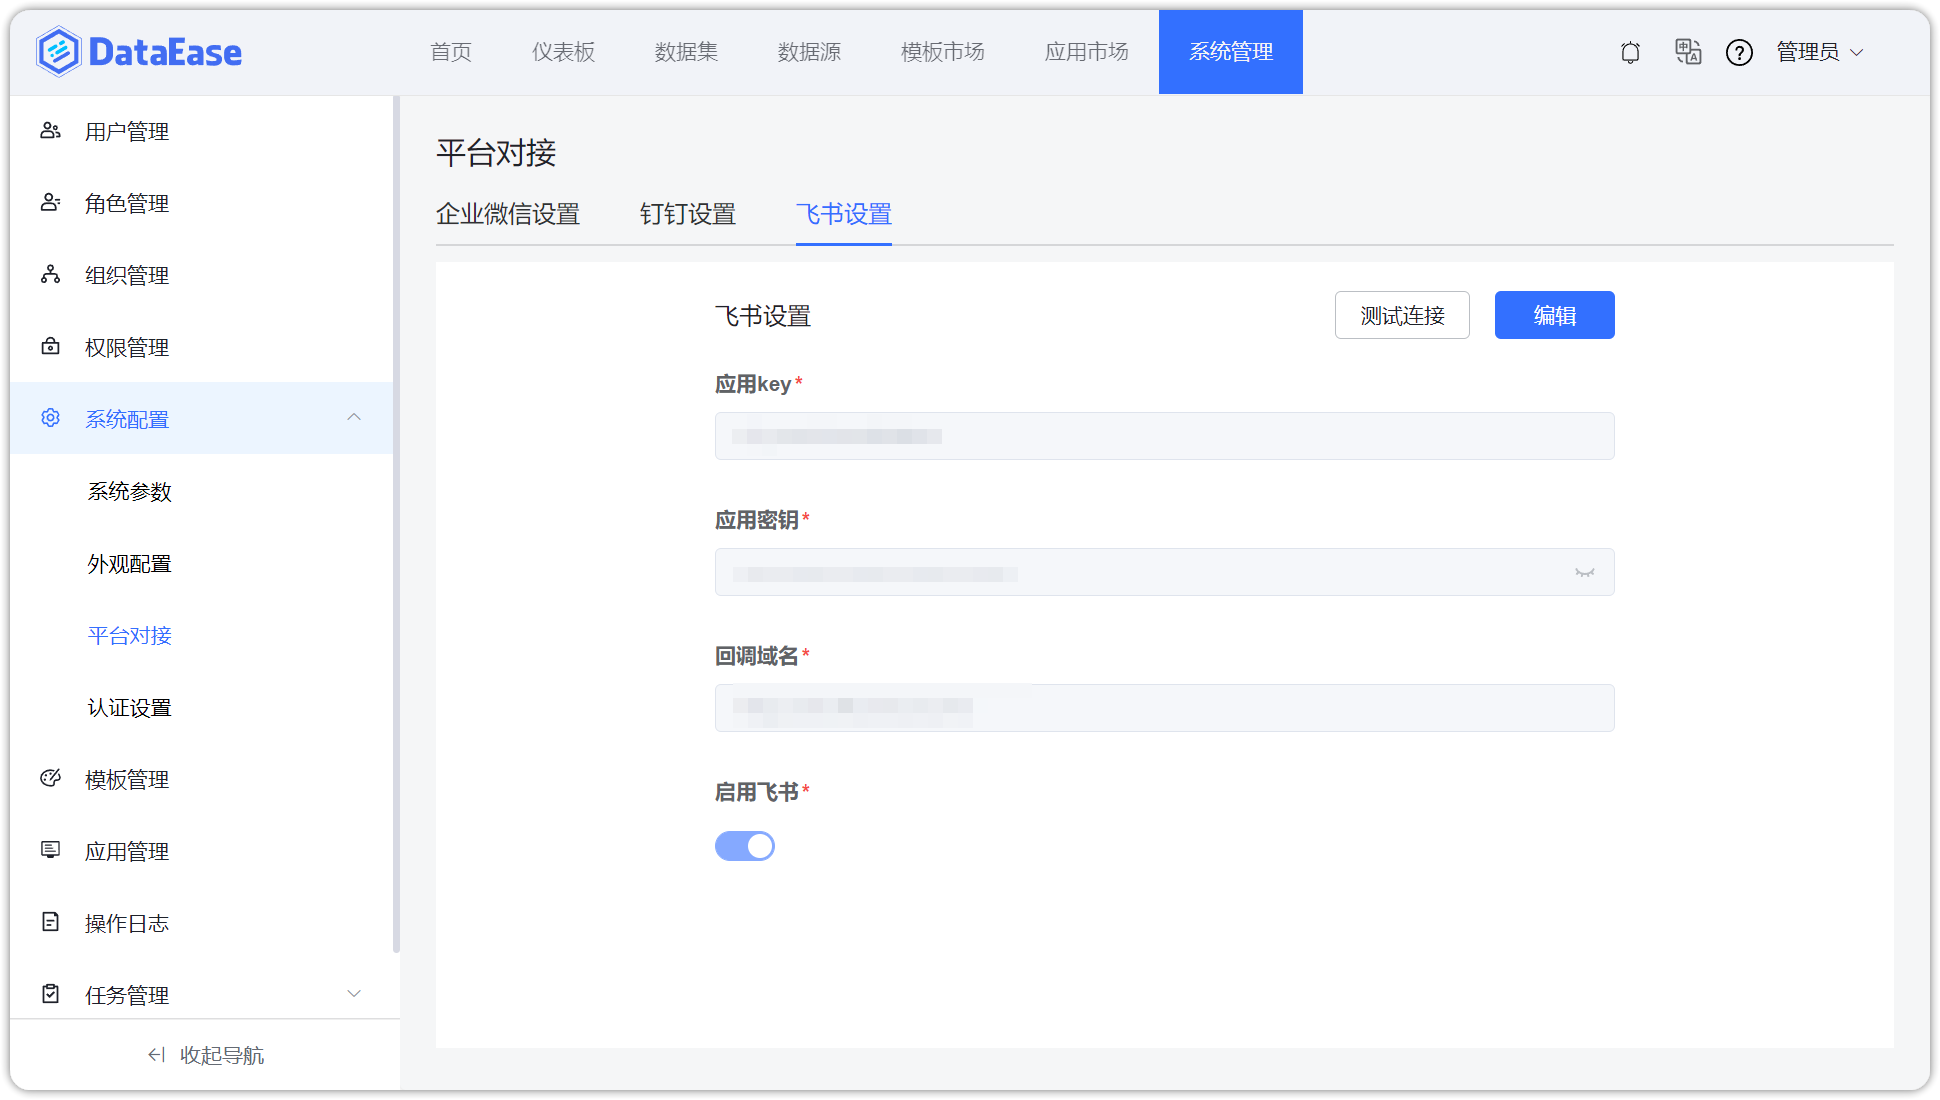 DataEase
首页 仪表板 数据集 数据源 模板市场 应用市场 系统管理 管理员
用户管理
角色管理
组织管理
权限管理
系统配置
系统参数
外观配置
平台对接
认证设置
模板管理
应用管理
操作日志
任务管理
收起导航
平台对接
企业微信设置 钉钉设置 飞书设置
飞书设置 测试连接 编辑
应用key*
应用密钥*
回调域名*
启用飞书*